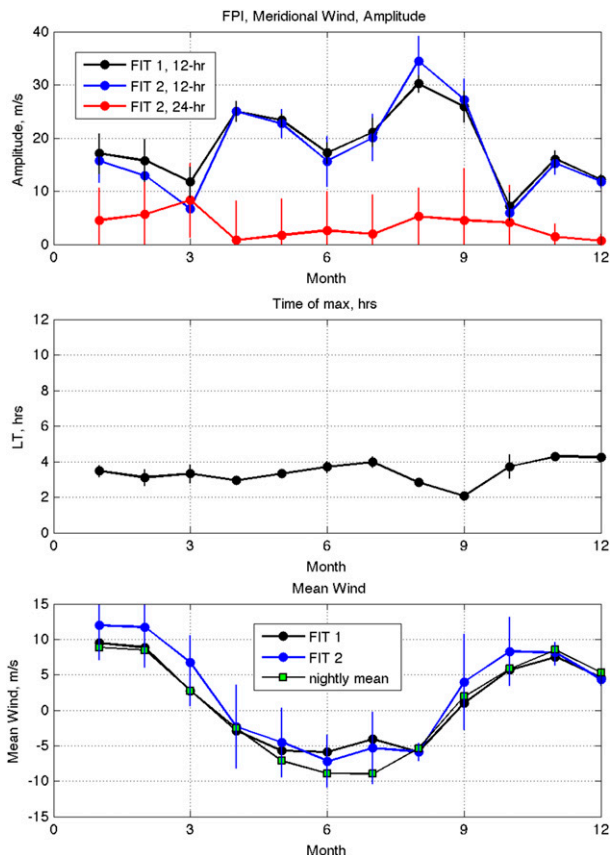 FPI, Meridional Wind, Amplitude
40
30
20
10
0
Amplitude, m/s
FIT 1, 12-hr
FIT 2, 12-hr
FIT 2, 24-hr
0 3 6 9 12
Month
Time of max, hrs
12
10
8
6
4
2
0
LT, hrs
0 3 6 9 12
Month
Mean Wind
15
10
5
0
-5
-10
-15
Mean Wind, m/s
FIT 1
FIT 2
nightly mean
0 3 6 9 12
Month